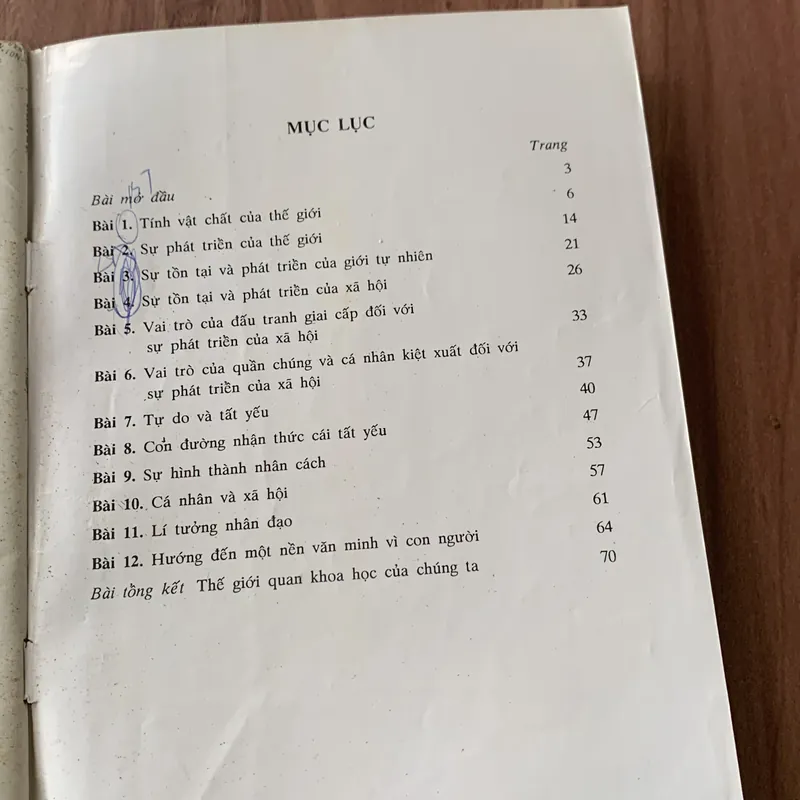 MỤC LỤC
Trang
Bài mở đầu 3
Bài 1. Tính vật chất của thế giới 6
Bài 2. Sự phát triển của thế giới 14
Bài 3. Sự tồn tại và phát triển của giới tự nhiên 21
Bài 4. Sự tồn tại và phát triển của xã hội 26
Bài 5. Vai trò của đấu tranh giai cấp đối với
sự phát triển của xã hội 33
Bài 6. Vai trò của quần chúng và cá nhân kiệt xuất đối với
sự phát triển của xã hội 37
Bài 7. Tự do và tất yếu 40
Bài 8. Con đường nhận thức cái tất yếu 47
Bài 9. Sự hình thành nhân cách 53
Bài 10. Cá nhân và xã hội 57
Bài 11. Lí tưởng nhân đạo 61
Bài 12. Hướng đến một nền văn minh vì con người 64
Bài tổng kết Thế giới quan khoa học của chúng ta 70